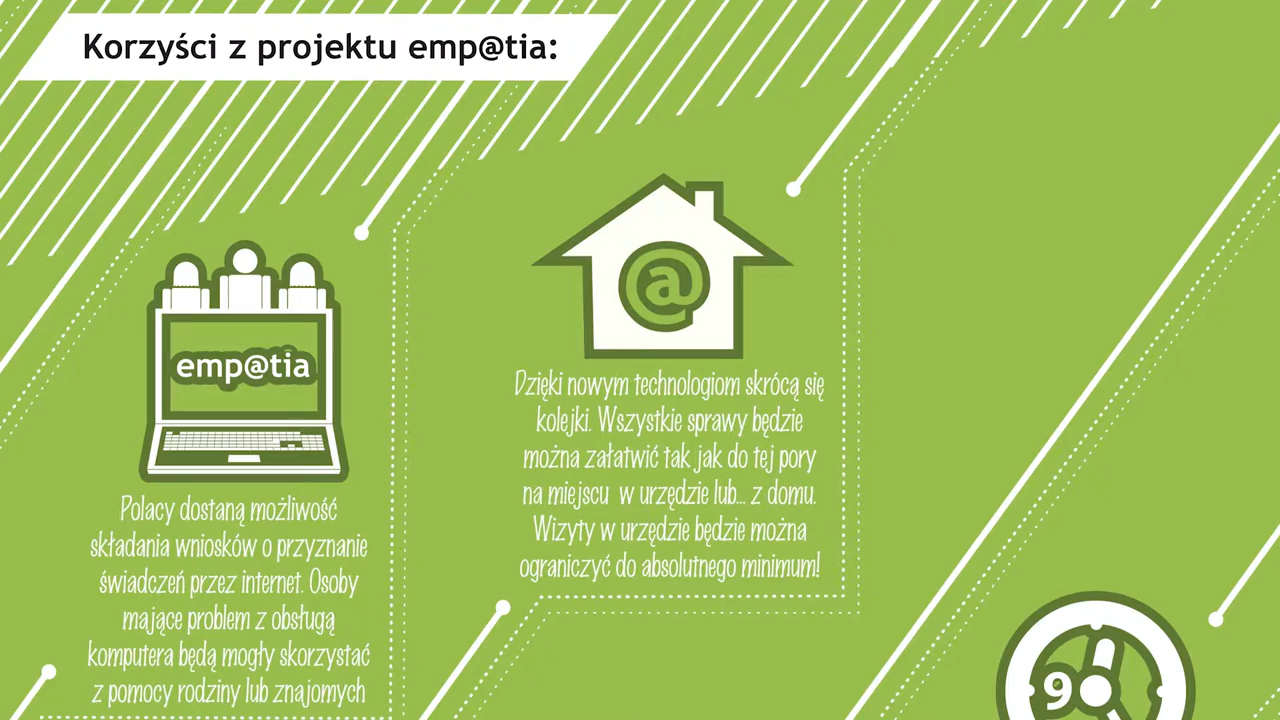 Korzyści z projektu emp@tia:
emp@tia
Polacy dostaną możliwość
składania wniosków o przyznanie
świadczeń przez internet. Osoby
mające problem z obsługą
komputera będą mogły skorzystać
z pomocy rodziny lub znajomych
@
Dzięki nowym technologiom skrócą się
kolejki. Wszystkie sprawy będzie
można załatwić tak jak do tej pory
na miejscu w urzędzie lub... z domu.
Wizyty w urzędzie będzie można
ograniczyć do absolutnego minimum!
9